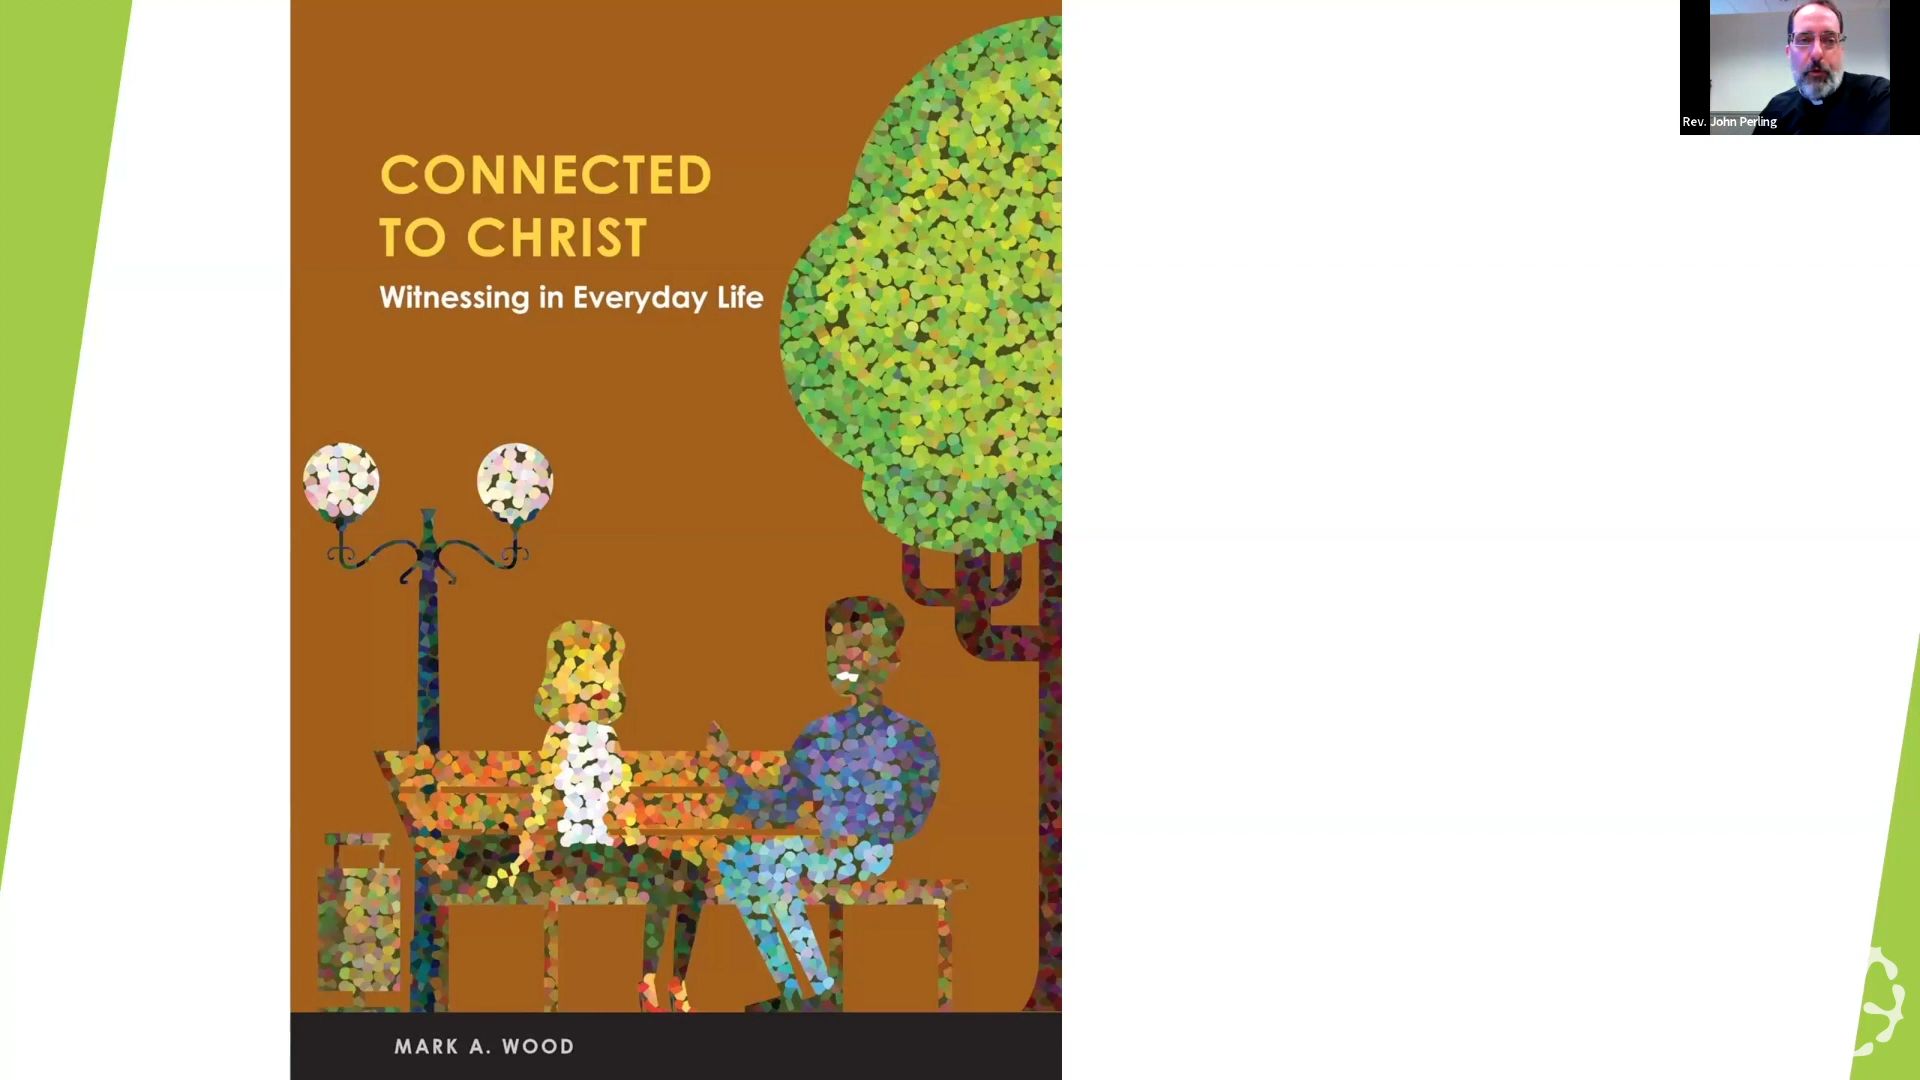 CONNECTED
TO CHRIST
Witnessing in Everyday Life
MARK A. WOOD
Rev. John Perling